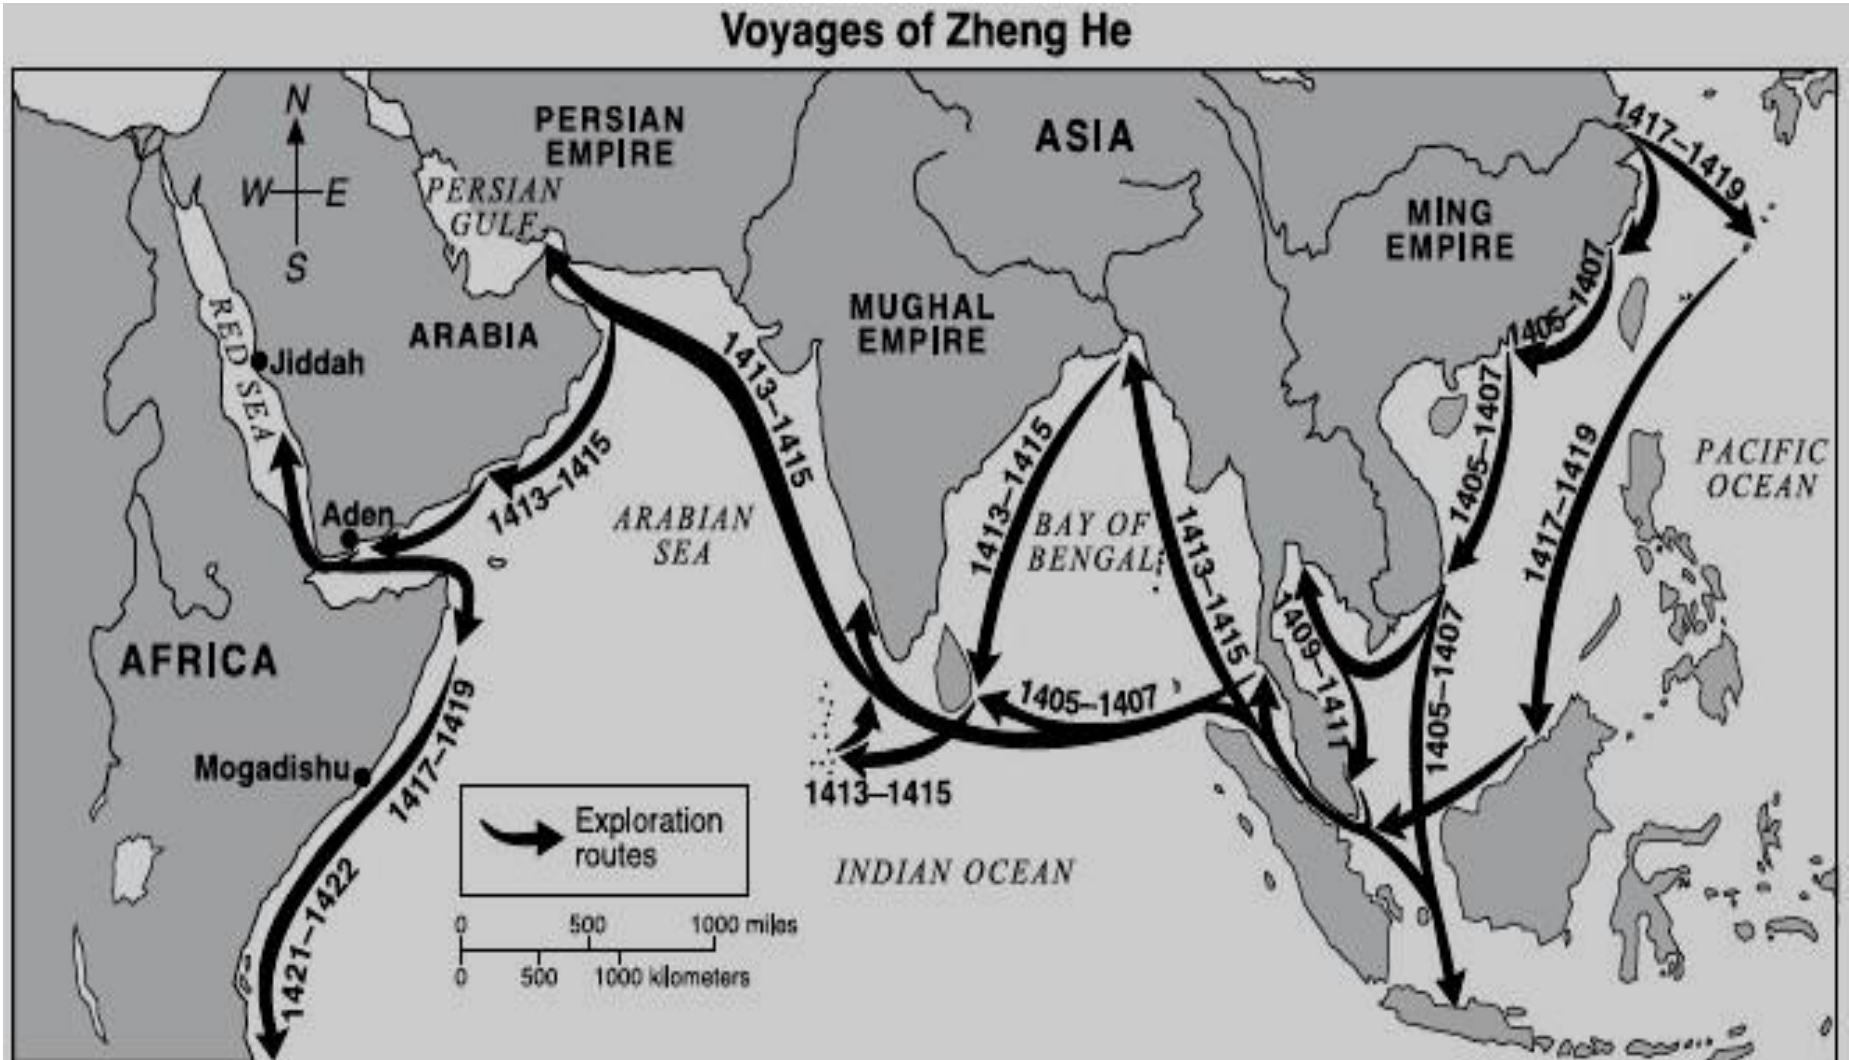 Voyages of Zheng He
N
W E
S
PERSIAN
EMPIRE
ASIA
1417–1419
PERSIAN
GULF
MING
EMPIRE
1405–1407
RED SEA
Jiddah
ARABIA
MUGHAL
EMPIRE
1405–1407
1413–1415
1413–1415
1413–1415
1417–1419
PACIFIC
OCEAN
Aden
ARABIAN
SEA
BAY OF
BENGAL
1413–1415
1409–1411
1405–1407
AFRICA
1417–1419
1405–1407
Mogadishu
1413–1415
Exploration
routes
INDIAN OCEAN
1421–1422
0 500 1000 miles
0 500 1000 kilometers